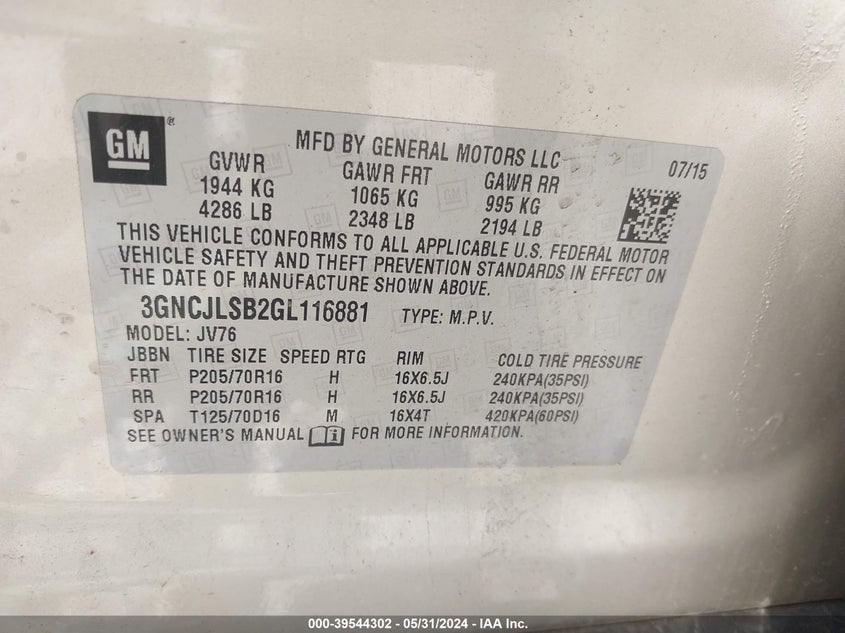 GM®
MFD BY GENERAL MOTORS LLC
07/15
GVWR GAWR FRT GAWR RR
1944 KG 1065 KG 995 KG
4286 LB 2348 LB 2194 LB
THIS VEHICLE CONFORMS TO ALL APPLICABLE U.S. FEDERAL MOTOR
VEHICLE SAFETY AND THEFT PREVENTION STANDARDS IN EFFECT ON
THE DATE OF MANUFACTURE SHOWN ABOVE.
3GNCJLSB2GL116881 TYPE: M.P.V.
MODEL: JV76
JBBN TIRE SIZE SPEED RTG RIM COLD TIRE PRESSURE
FRT P205/70R16 H 16X6.5J 240KPA(35PSI)
RR P205/70R16 H 16X6.5J 240KPA(35PSI)
SPA T125/70D16 M 16X4T 420KPA(60PSI)
SEE OWNER'S MANUAL FOR MORE INFORMATION.
000-39544302 - 05/31/2024 - IAA Inc.